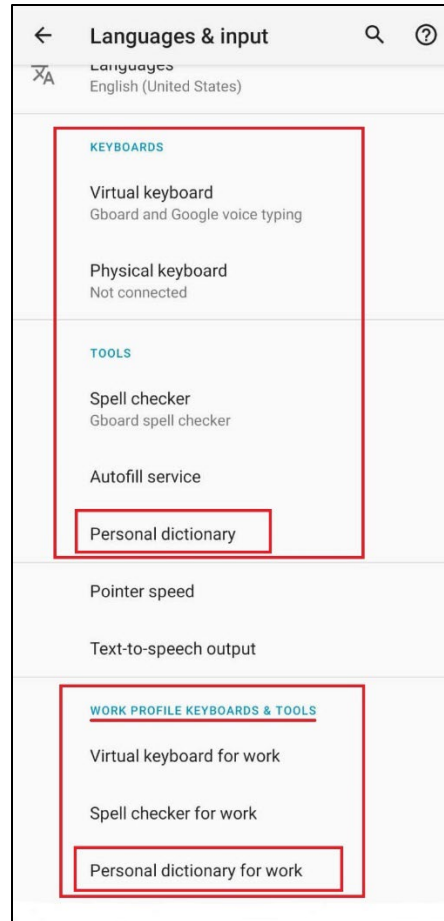 Languages & input
Languages
English (United States)
KEYBOARDS
Virtual keyboard
Gboard and Google voice typing
Physical keyboard
Not connected
TOOLS
Spell checker
Gboard spell checker
Autofill service
Personal dictionary
Pointer speed
Text-to-speech output
WORK PROFILE KEYBOARDS & TOOLS
Virtual keyboard for work
Spell checker for work
Personal dictionary for work